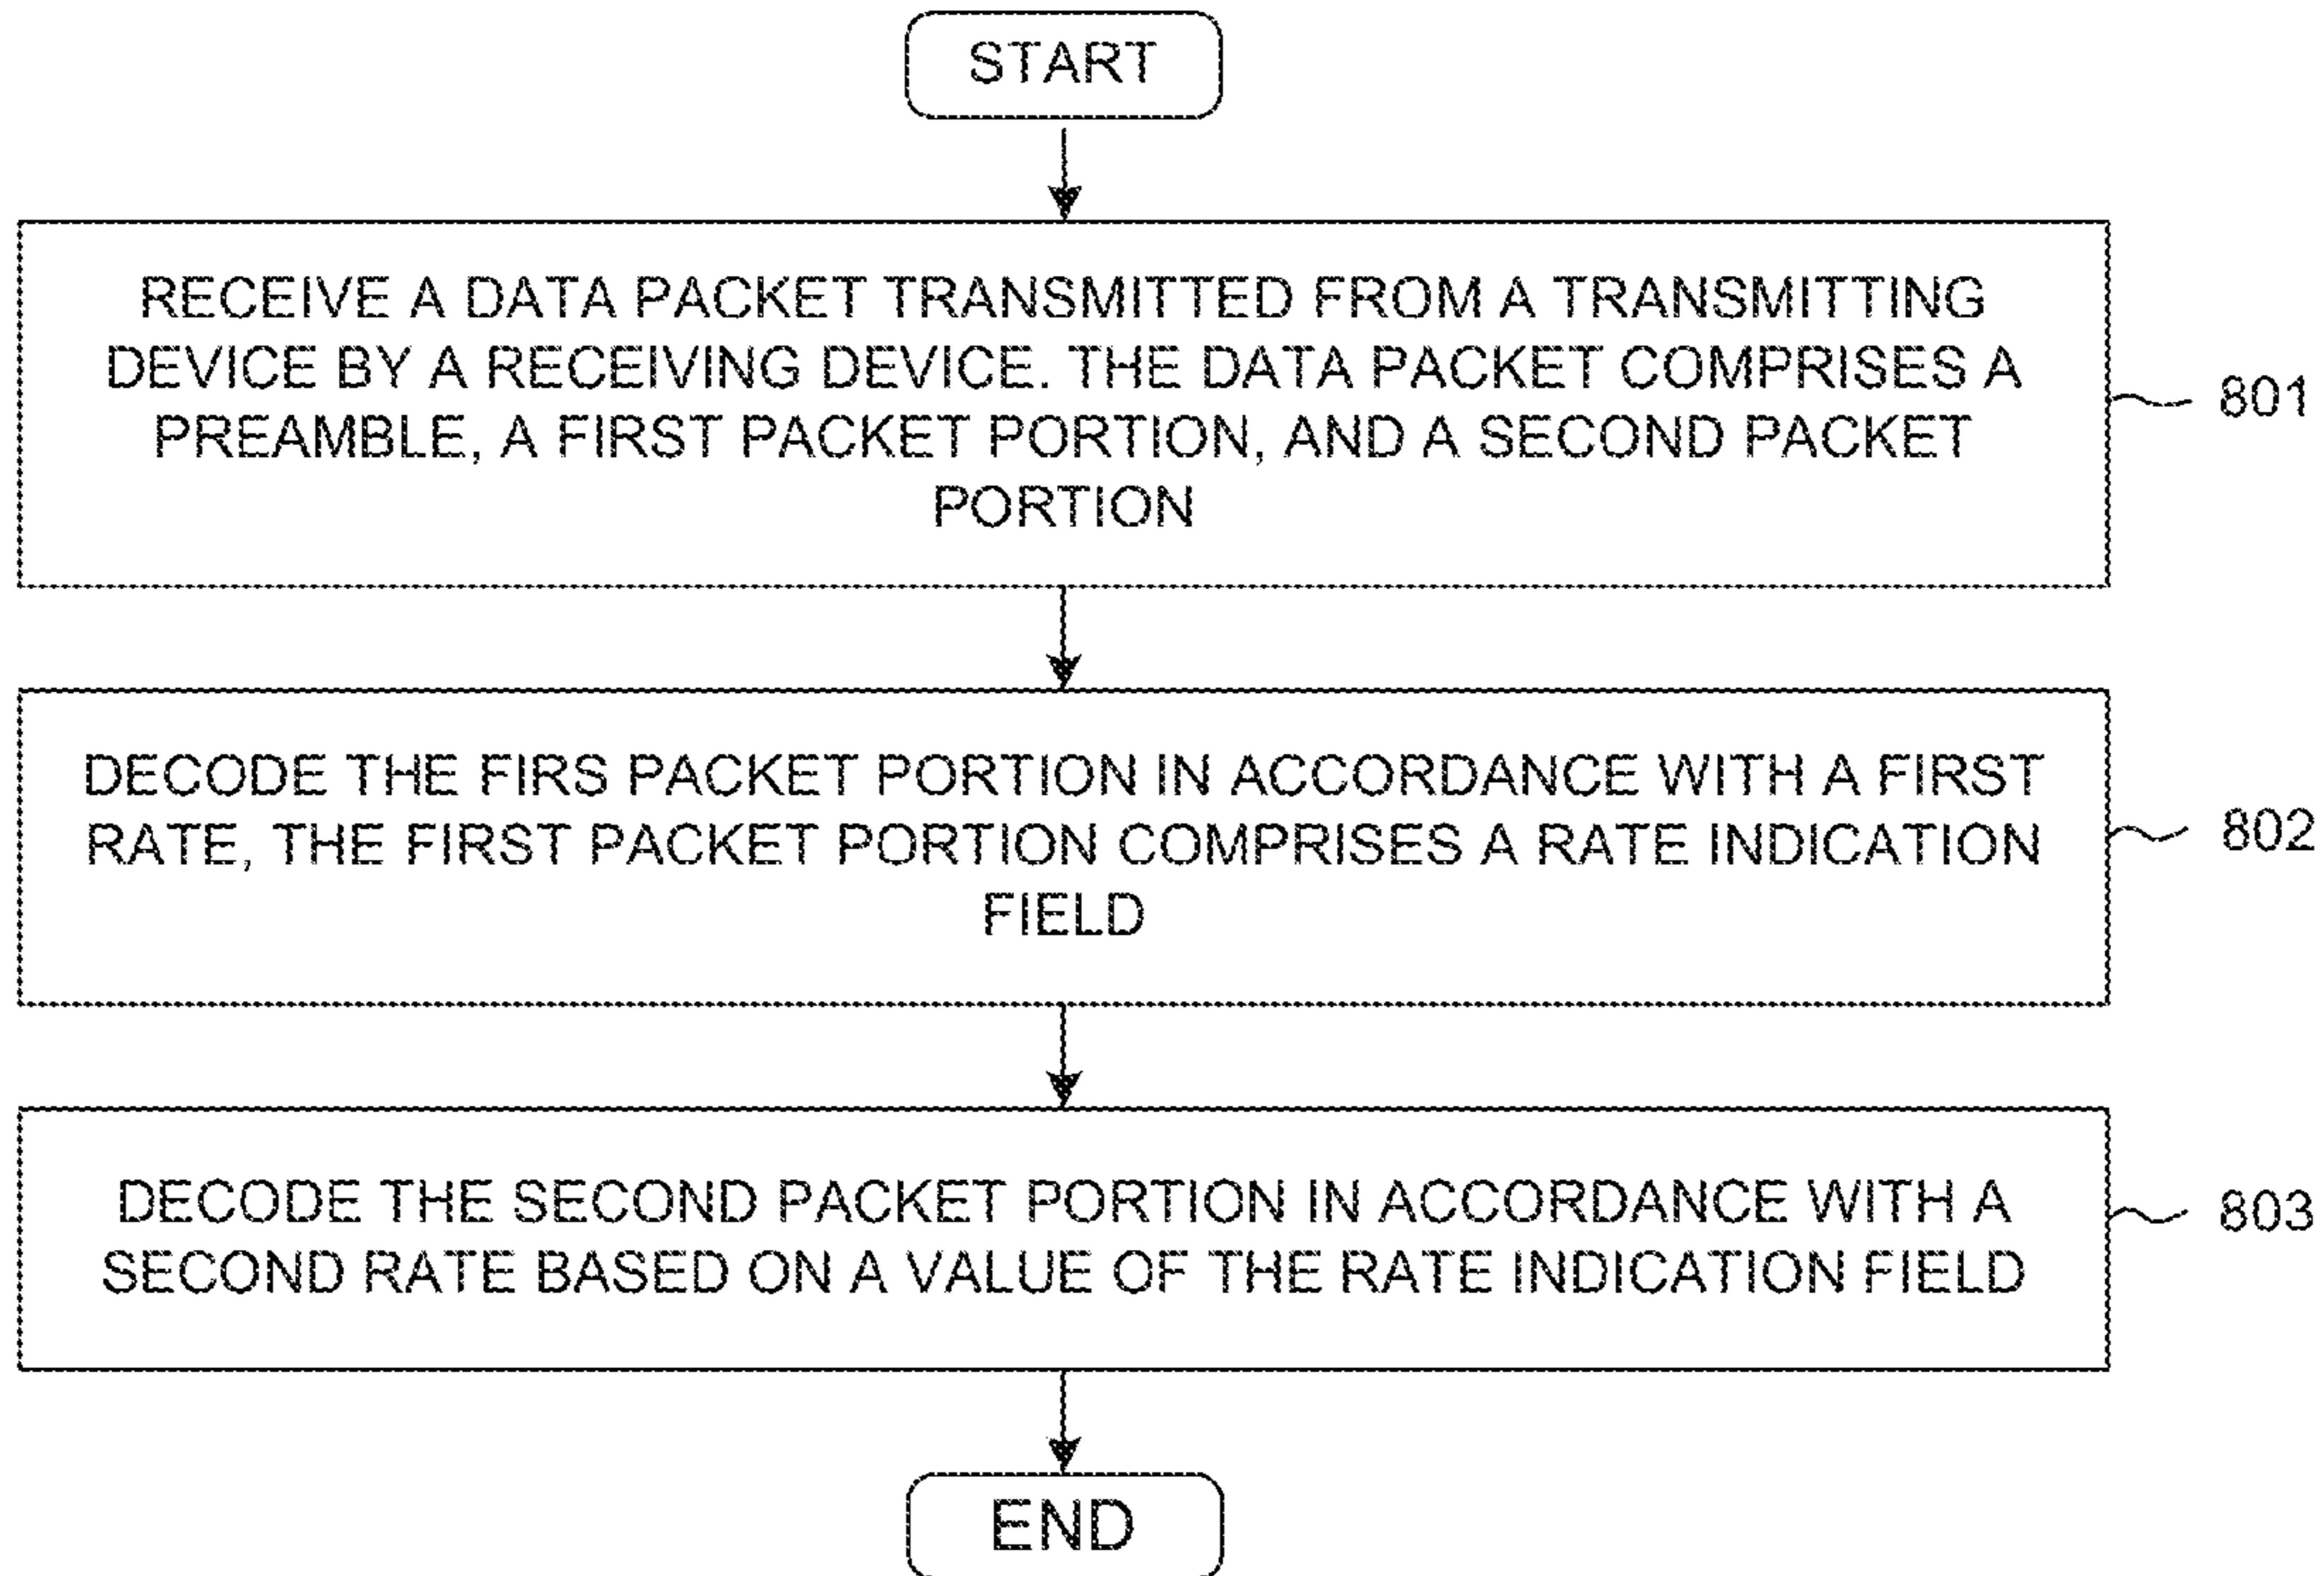 START
RECEIVE A DATA PACKET TRANSMITTED FROM A TRANSMITTING
DEVICE BY A RECEIVING DEVICE. THE DATA PACKET COMPRISES A
PREAMBLE, A FIRST PACKET PORTION, AND A SECOND PACKET
PORTION
801
DECODE THE FIRS PACKET PORTION IN ACCORDANCE WITH A FIRST
RATE, THE FIRST PACKET PORTION COMPRISES A RATE INDICATION
FIELD
802
DECODE THE SECOND PACKET PORTION IN ACCORDANCE WITH A
SECOND RATE BASED ON A VALUE OF THE RATE INDICATION FIELD
803
END